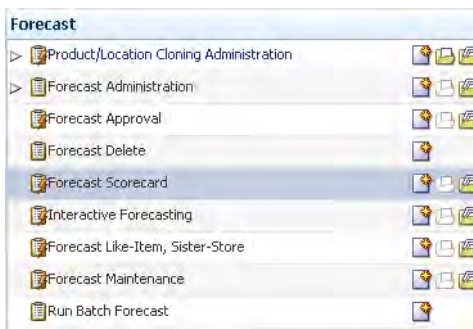 Forecast
Product/Location Cloning Administration
Forecast Administration
Forecast Approval
Forecast Delete
Forecast Scorecard
Interactive Forecasting
Forecast Like-Item, Sister-Store
Forecast Maintenance
Run Batch Forecast